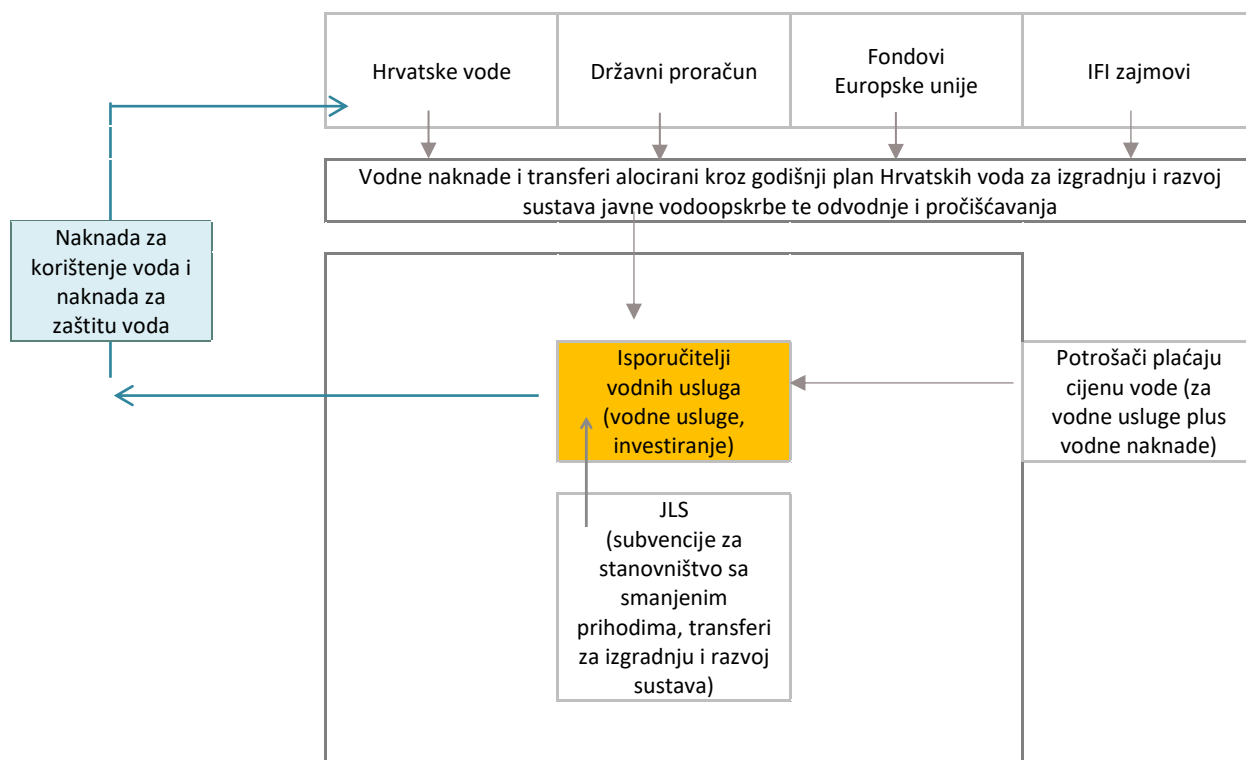 Hrvatske vode
Državni proračun
Fondovi
Europske unije
IFI zajmovi
Vodne naknade i transferi alocirani kroz godišnji plan Hrvatskih voda za izgradnju i razvoj
sustava javne vodoopskrbe te odvodnje i pročišćavanja
Naknada za
korištenje voda i
naknada za
zaštitu voda
Isporučitelji
vodnih usluga
(vodne usluge,
investiranje)
Potrošači plaćaju
cijenu vode (za
vodne usluge plus
vodne naknade)
JLS
(subvencije za
stanovništvo sa
smanjenim
prihodima, transferi
za izgradnju i razvoj
sustava)